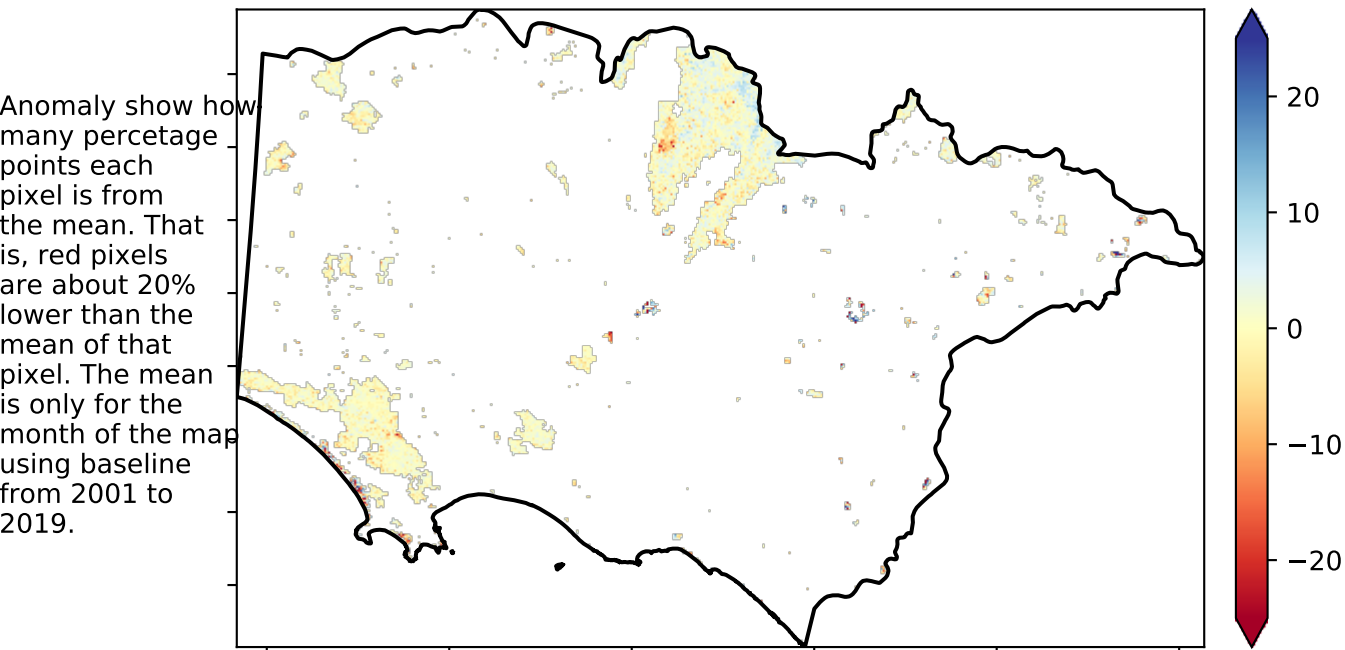 Anomaly show how
many percetage
points each
pixel is from
the mean. That
is, red pixels
are about 20%
lower than the
mean of that
pixel. The mean
is only for the
month of the map
using baseline
from 2001 to
2019.
20
10
0
−10
−20